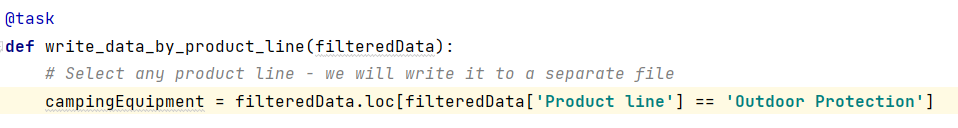 @task
def write_data_by_product_line(filteredData):
    # Select any product line - we will write it to a separate file
    campingEquipment = filteredData.loc[filteredData['Product line'] == 'Outdoor Protection']